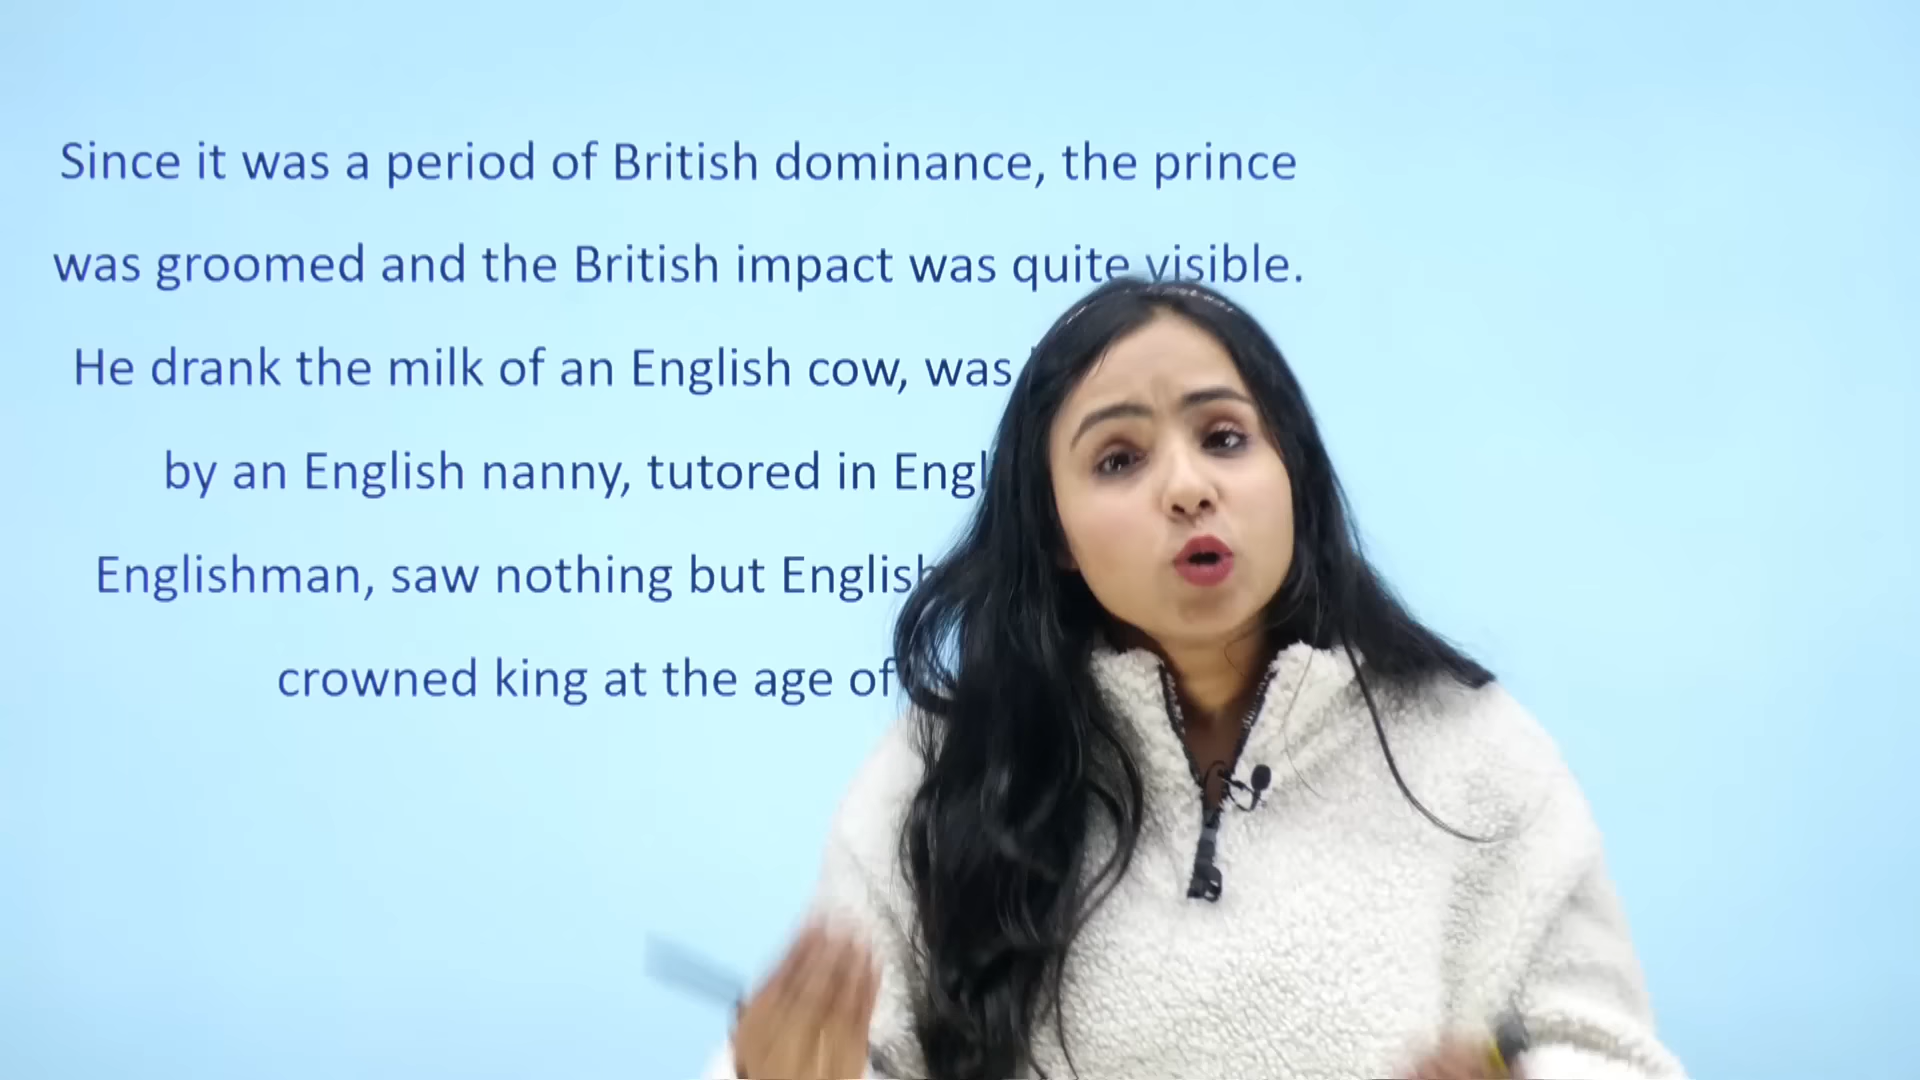 Since it was a period of British dominance, the prince
was groomed and the British impact was quite visible.
He drank the milk of an English cow, was
by an English nanny, tutored in
Englishman, saw nothing but
crowned king at the age of